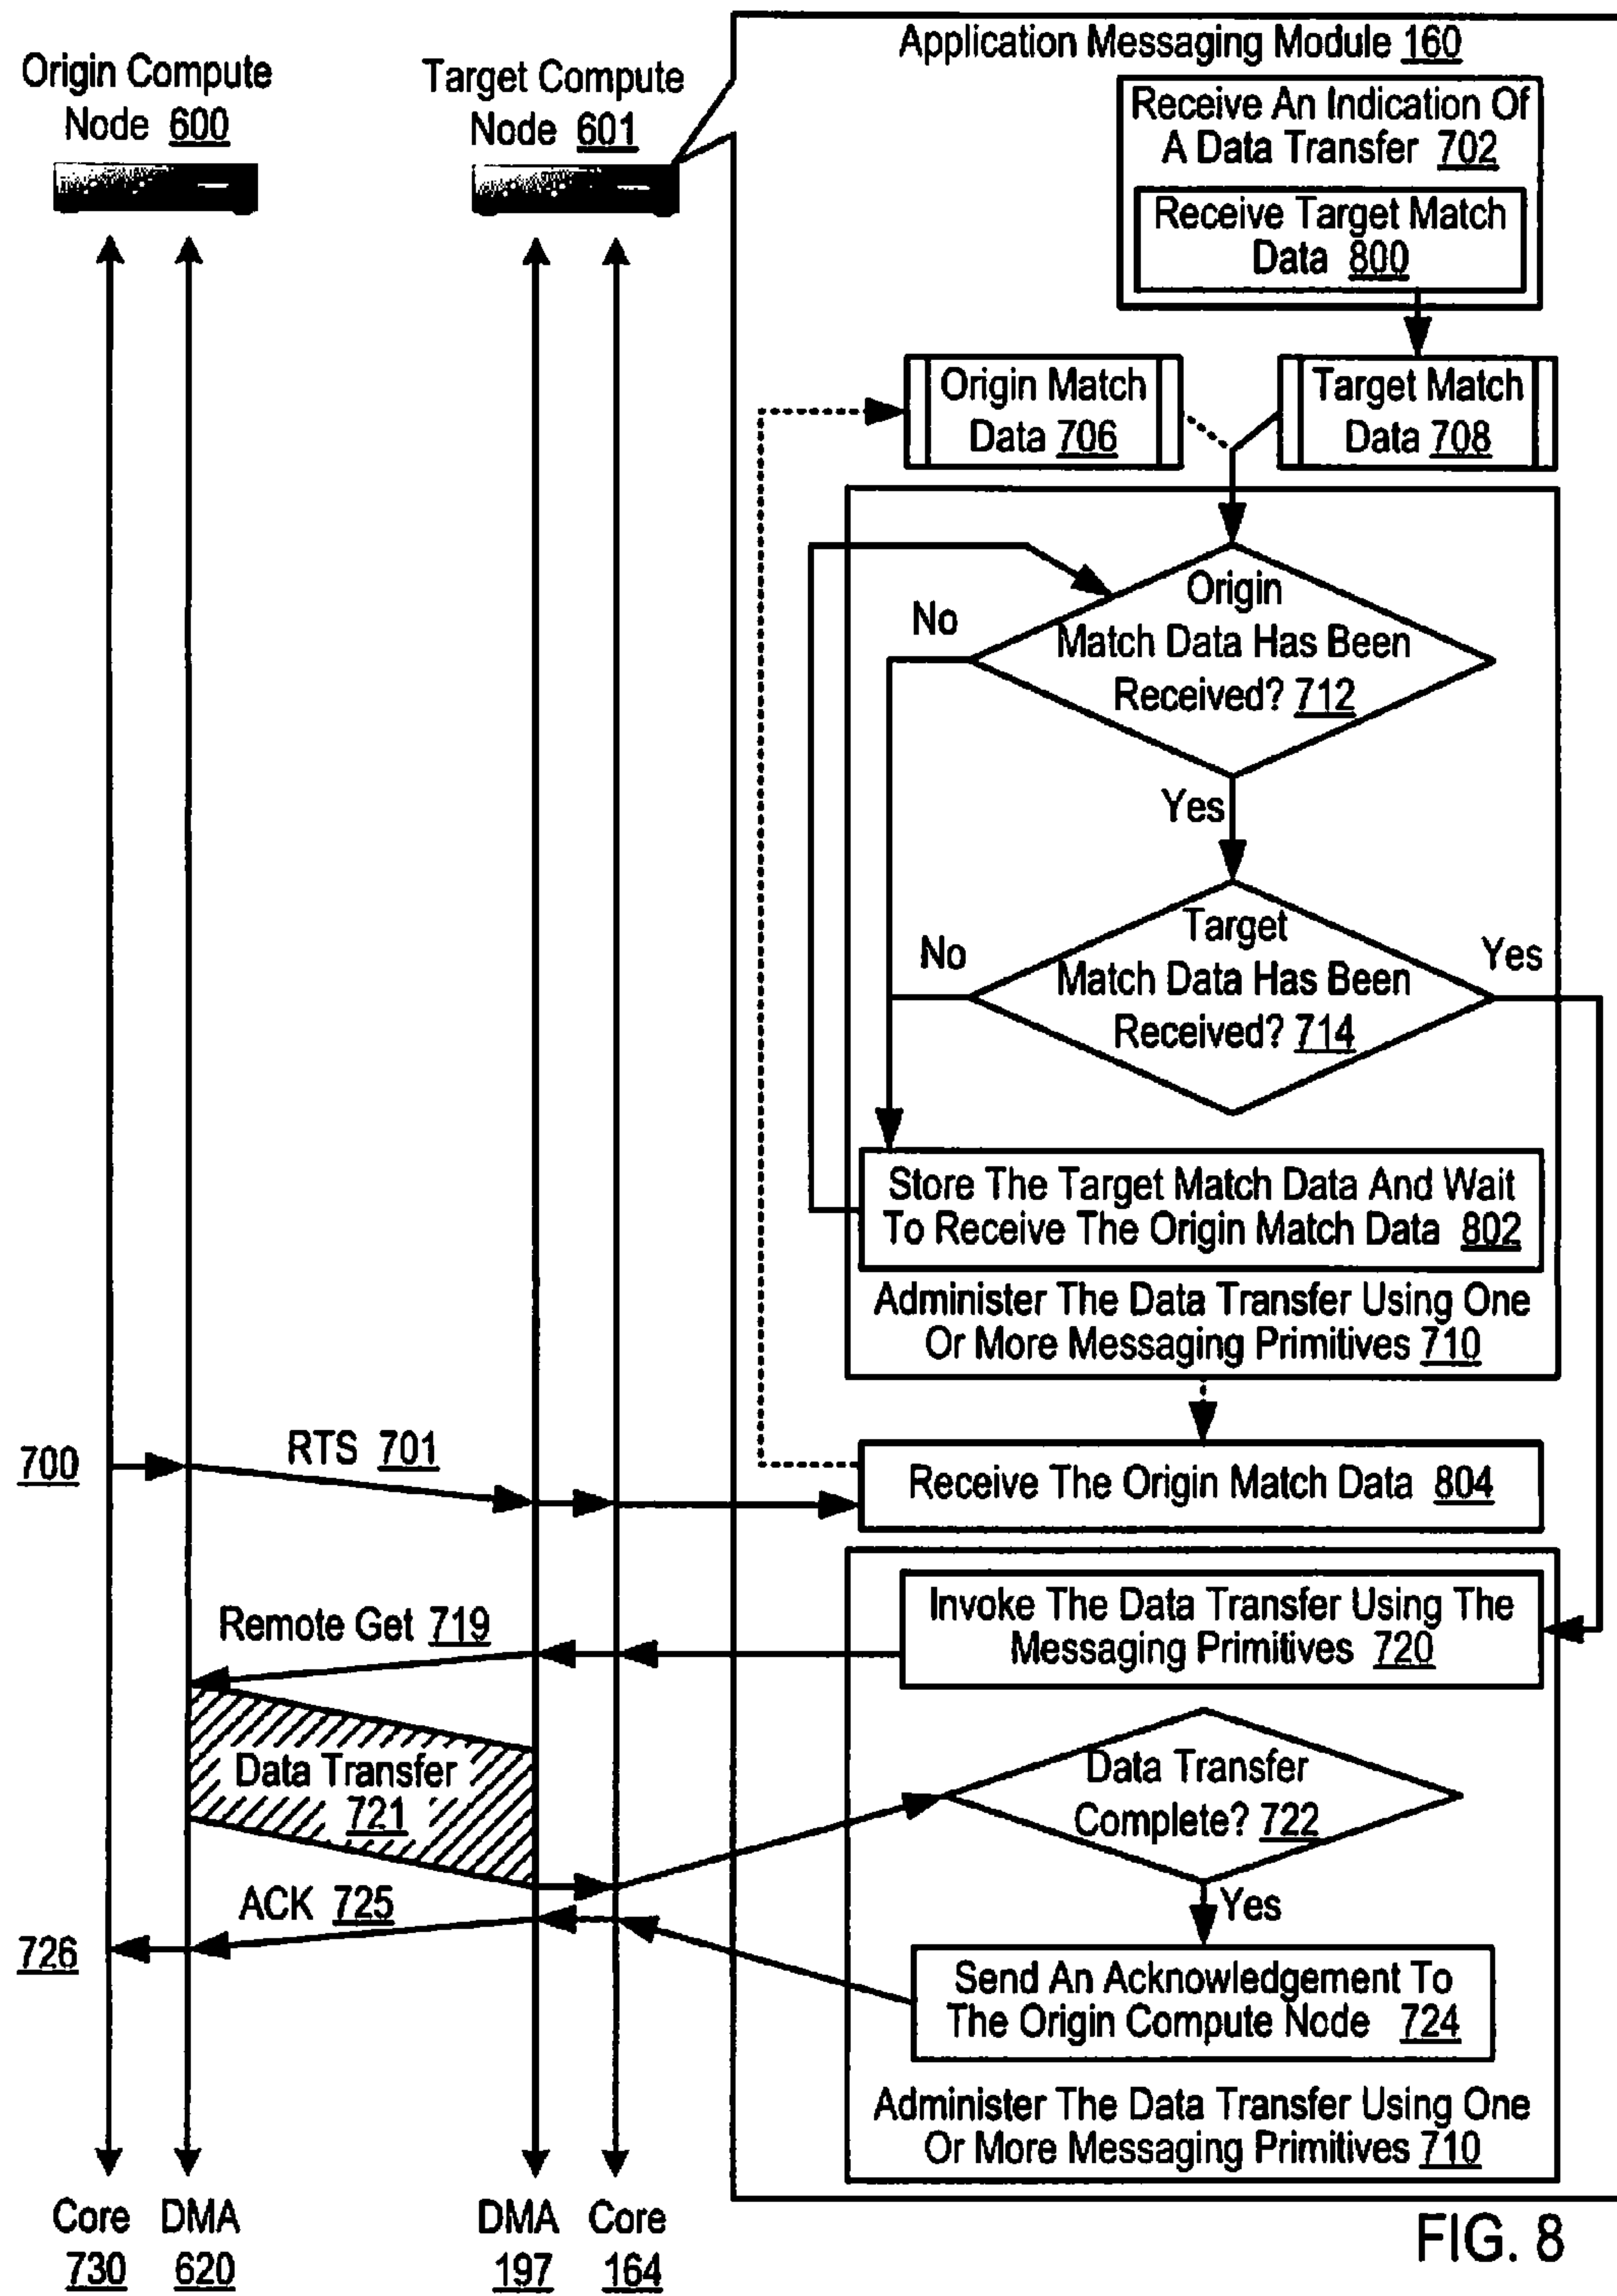 Application Messaging Module 160
Origin Compute
Node 600
Target Compute
Node 601
Receive An Indication Of
A Data Transfer 702
Receive Target Match
Data 800
Origin Match
Data 706
Target Match
Data 708
Origin
Match Data Has Been
Received? 712
No
Yes
Target
Match Data Has Been
Received? 714
No
Yes
Store The Target Match Data And Wait
To Receive The Origin Match Data 802
Administer The Data Transfer Using One
Or More Messaging Primitives 710
700
RTS 701
Receive The Origin Match Data 804
Remote Get 719
Invoke The Data Transfer Using The
Messaging Primitives 720
Data Transfer
721
Data Transfer
Complete? 722
Yes
ACK 725
726
Send An Acknowledgement To
The Origin Compute Node 724
Administer The Data Transfer Using One
Or More Messaging Primitives 710
Core
730
DMA
620
DMA
197
Core
164
FIG. 8